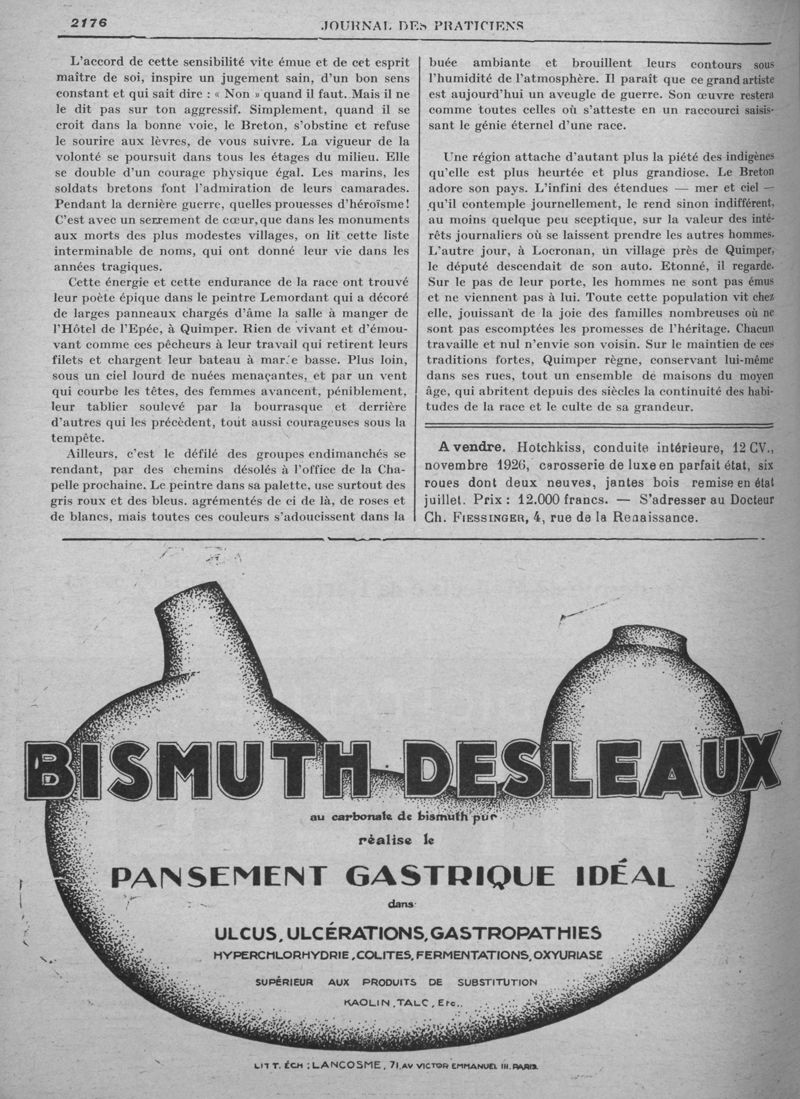 2176
JOURNAL DES PRATICIENS
L'accord de cette sensibilité vite émue et de cet esprit
maître de soi, inspire un jugement sain, d'un bon sens
constant et qui sait dire : « Non » quand il faut. Mais il ne
le dit pas sur ton aggressif. Simplement, quand il se
croit dans la bonne voie, le Breton, s'obstine et refuse
le sourire aux lèvres, de vous suivre. La vigueur de la
volonté se poursuit dans tous les étages du milieu. Elle
se double d'un courage physique égal. Les marins, les
soldats bretons font l'admiration de leurs camarades.
Pendant la dernière guerre, quelles prouesses d'héroïsme!
C'est avec un serrement de cœur, que dans les monuments
aux morts des plus modestes villages, on lit cette liste
interminable de noms, qui ont donné leur vie dans les
années tragiques.
Cette énergie et cette endurance de la race ont trouvé
leur poète épique dans le peintre Lemordant qui a décoré
de larges panneaux chargés d'âme la salle à manger de
l'Hôtel de l'Epée, à Quimper. Rien de vivant et d'émou-
vant comme ces pêcheurs à leur travail qui retirent leurs
filets et chargent leur bateau à marée basse. Plus loin,
sous un ciel lourd de nuées menaçantes, et par un vent
qui courbe les têtes, des femmes avancent, péniblement,
leur tablier soulevé par la bourrasque et derrière
d'autres qui les précèdent, tout aussi courageuses sous la
tempête.
Ailleurs, c'est le défilé des groupes endimanchés se
rendant, par des chemins désolés à l'office de la Cha-
pelle prochaine. Le peintre dans sa palette, use surtout des
gris roux et des bleus. agrémentés de ci de là, de roses et
de blancs, mais toutes ces couleurs s'adoucissent dans la
buée ambiante et brouillent leurs contours sous
l'humidité de l'atmosphère. Il paraît que ce grand artiste
est aujourd'hui un aveugle de guerre. Son œuvre restera
comme toutes celles où s'atteste en un raccourci saisis-
sant le génie éternel d'une race.
Une région attache d'autant plus la piété des indigènes
qu'elle est plus heurtée et plus grandiose. Le Breton
adore son pays. L'infini des étendues — mer et ciel —
qu'il contemple journellement, le rend sinon indifférent,
au moins quelque peu sceptique, sur la valeur des inté-
rêts journaliers où se laissent prendre les autres hommes.
L'autre jour, à Locronan, un village près de Quimper,
le député descendait de son auto. Etonné, il regarde.
Sur le pas de leur porte, les hommes ne sont pas émus
et ne viennent pas à lui. Toute cette population vit chez
elle, jouissant de la joie des familles nombreuses où ne
sont pas escomptées les promesses de l'héritage. Chacun
travaille et nul n'envie son voisin. Sur le maintien de ces
traditions fortes, Quimper règne, conservant lui-même
dans ses rues, tout un ensemble de maisons du moyen
âge, qui abritent depuis des siècles la continuité des habi-
tudes de la race et le culte de sa grandeur.
A vendre. Hotchkiss, conduite intérieure, 12 CV.,
novembre 1926, carosserie de luxe en parfait état, six
roues dont deux neuves, jantes bois remise en état
juillet. Prix : 12.000 francs. — S'adresser au Docteur
Ch. FIESSINGER, 4, rue de la Renaissance.
BISMUTH DESLEAUX
au carbonate de bismuth pur
réalise le
PANSEMENT GASTRIQUE IDÉAL
dans
ULCUS, ULCÉRATIONS, GASTROPATHIES
HYPERCHLORHYDRIE, COLITES, FERMENTATIONS, OXYURIASE
SUPÉRIEUR AUX PRODUITS DE SUBSTITUTION
KAOLIN, TALC, Etc..
LITT. ÉCH : LANCOSME, 71, AV VICTOR EMMANUEL III. PARIS.